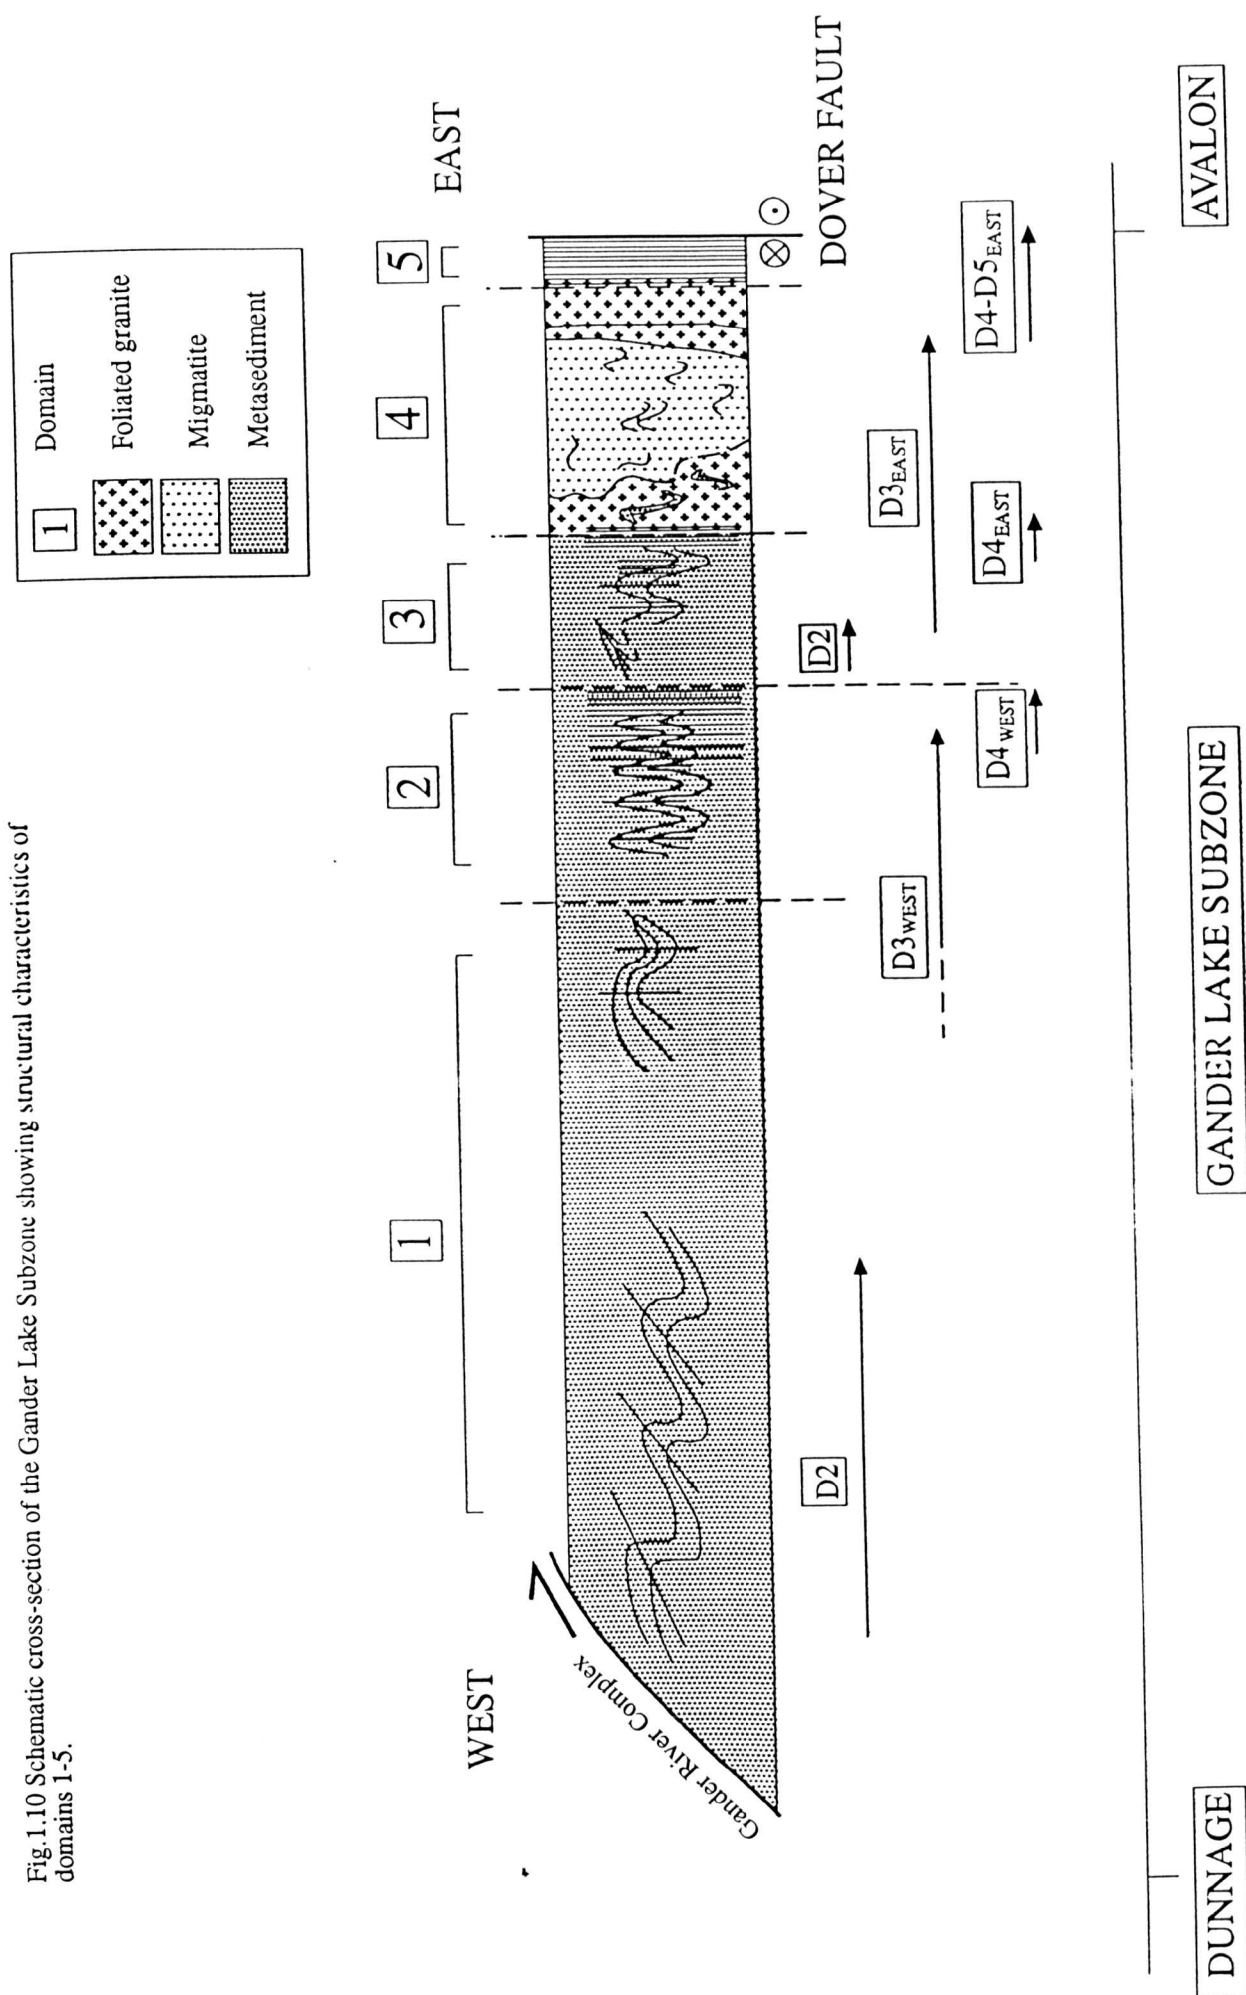 Fig.1.10 Schematic cross-section of the Gander Lake Subzone showing structural characteristics of
domains 1-5.
1 Domain
Foliated granite
Migmatite
Metasediment
WEST
EAST
1
2
3
4
5
Gander River Complex
DOVER FAULT
D2
D2
D3WEST
D3EAST
D4WEST
D4EAST
D4-D5EAST
DUNNAGE
GANDER LAKE SUBZONE
AVALON